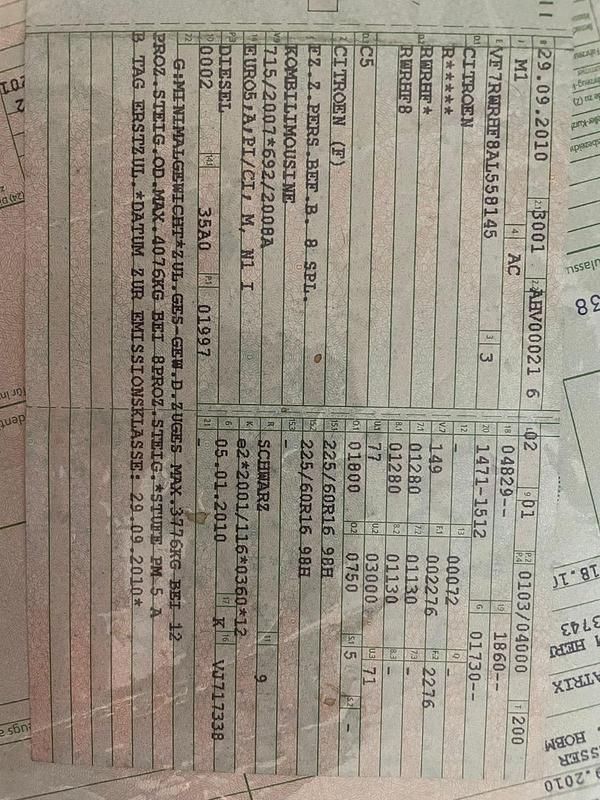 29.09.2010 3001 AHV00021 6
M1 AC
VF7RWRHF8AL558145 3
CITROEN
R*****
RWRHF*
RWRHF8
C5
CITROEN (F)
FZ.Z.PERS.BEF.B. 8 SPL.
KOMBILIMOUSINE
715/2007*692/2008A
EURO5;A;PI/CI; M, N1 I
DIESEL
0002 35A0 01997
02 01 0103/04000 200
04829-- 1860--
1471-1512 01730--
- 00072 -
149 002276 2276
01280 01130 -
01280 01130 -
77 03000 71
01800 0750 5 -
225/60R16 98H
225/60R16 98H
-
SCHWARZ 9
e2*2001/116*0360*12
05.01.2010 K VJ717338
-
G:MINIMALGEWICHT*ZUL.GES-GEW.D.ZUGES MAX.3776KG BEI 12
PROZ.STEIG.OD.MAX.4076KG BEI 8PROZ.STEIG.*STUFE PM 5 A
B TAG ERSTZUL.*DATUM ZUR EMISSIONSKLASSE: 29.09.2010*